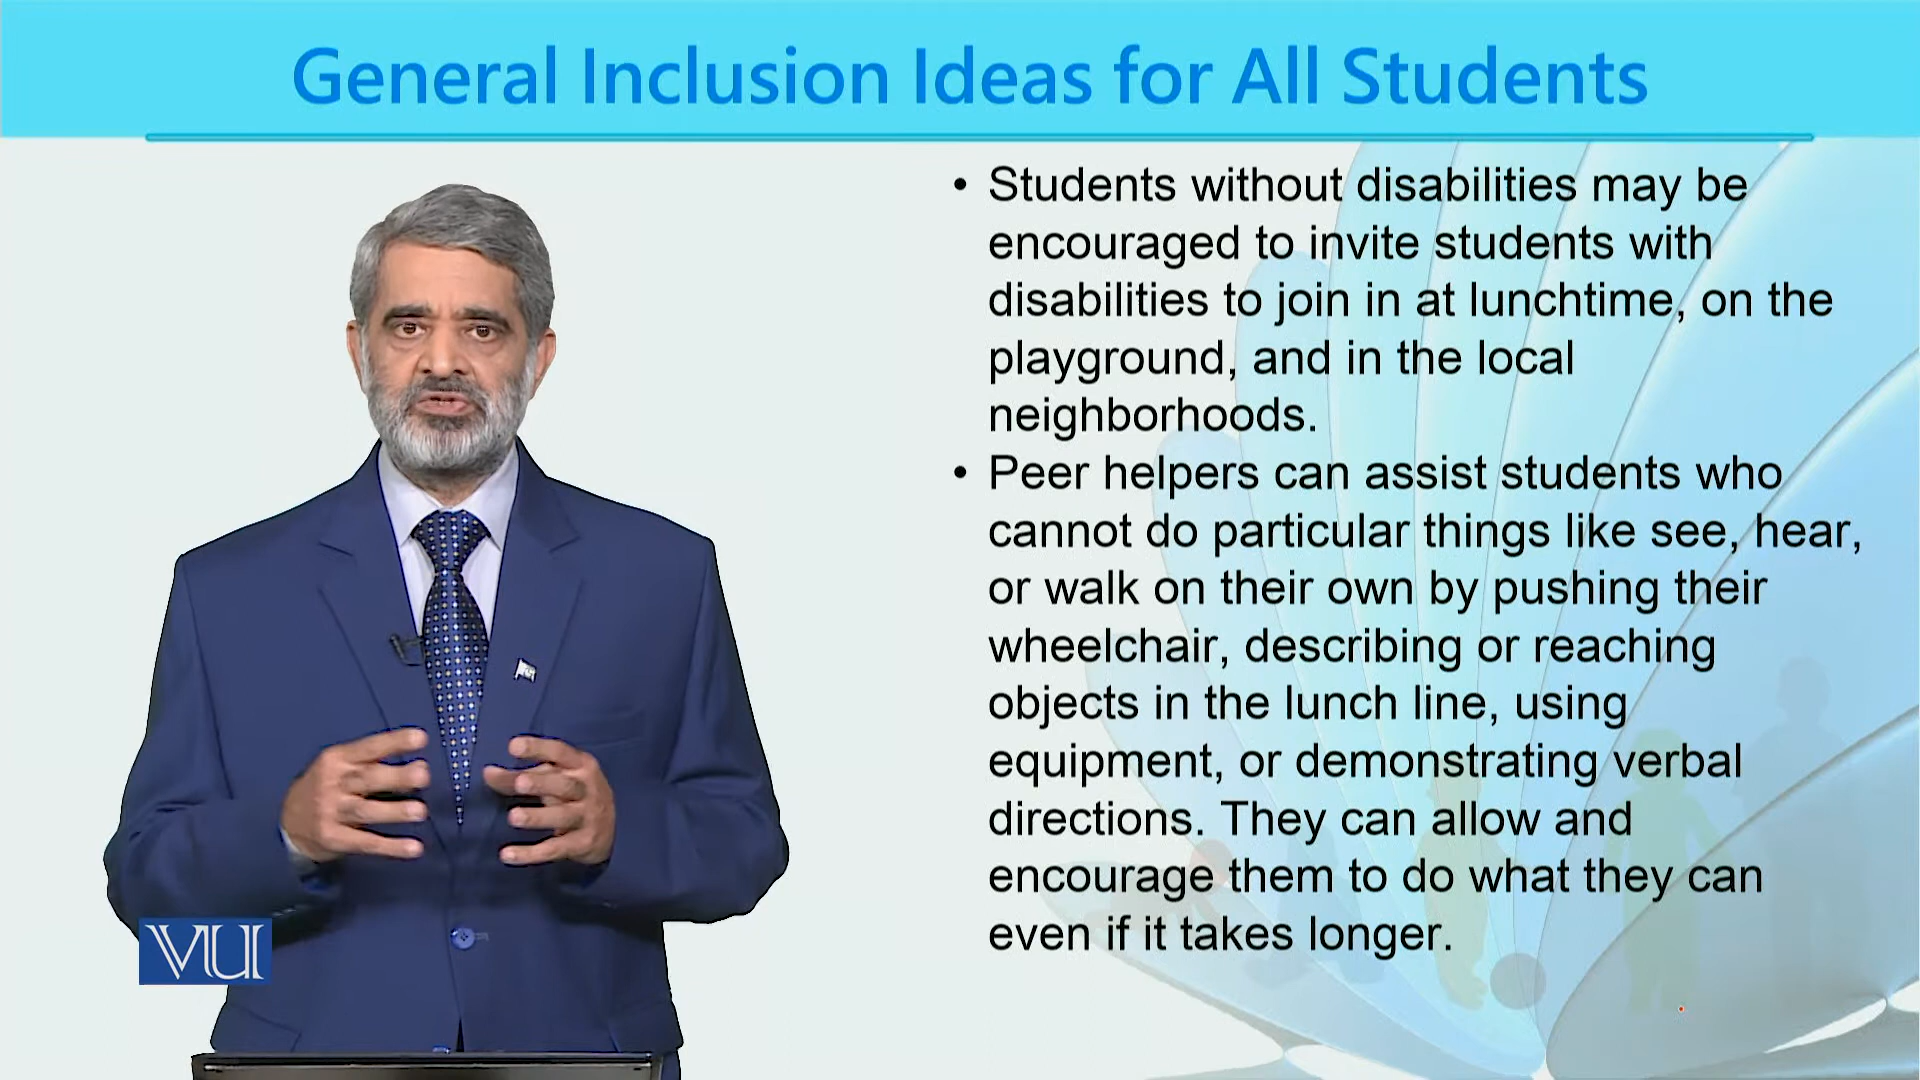 General Inclusion Ideas for All Students
• Students without disabilities may be
encouraged to invite students with
disabilities to join in at lunchtime, on the
playground, and in the local
neighborhoods.
• Peer helpers can assist students who
cannot do particular things like see, hear,
or walk on their own by pushing their
wheelchair, describing or reaching
objects in the lunch line, using
equipment, or demonstrating verbal
directions. They can allow and
encourage them to do what they can
even if it takes longer.
VU